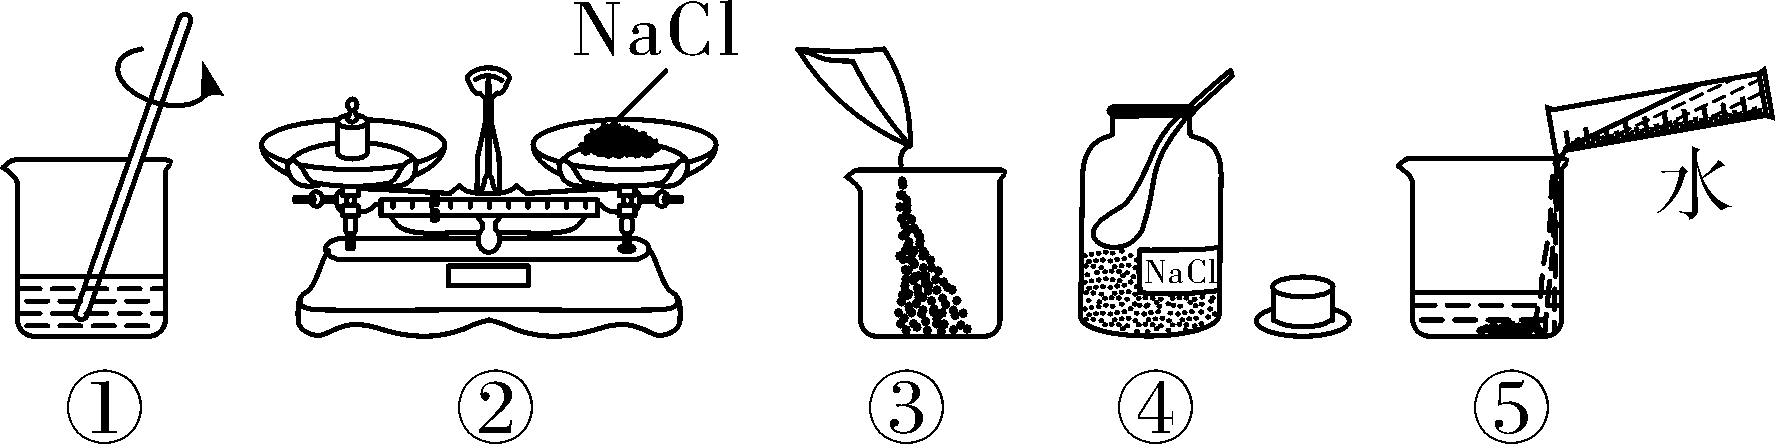 NaCl
NaCl
水
① ② ③ ④ ⑤